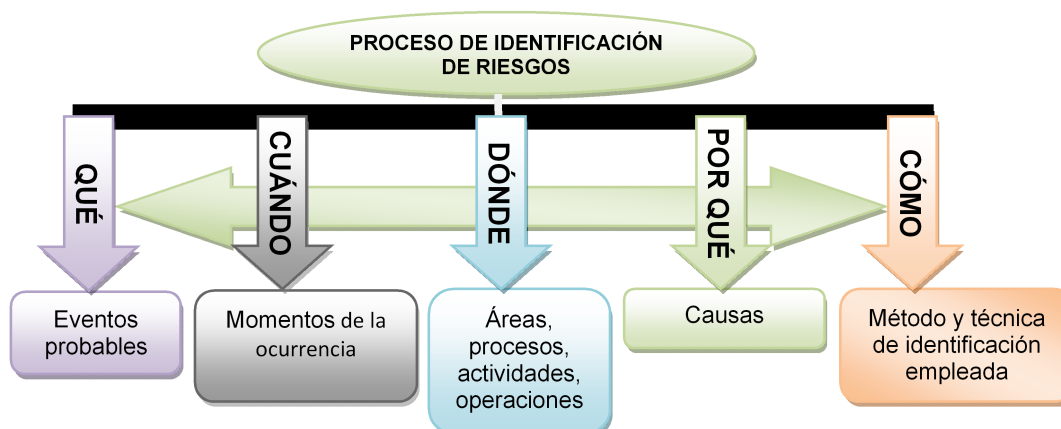 PROCESO DE IDENTIFICACIÓN
DE RIESGOS
QUÉ
CUÁNDO
DÓNDE
POR QUÉ
CÓMO
Eventos
probables
Momentos de la
ocurrencia
Áreas,
procesos,
actividades,
operaciones
Causas
Método y técnica
de identificación
empleada